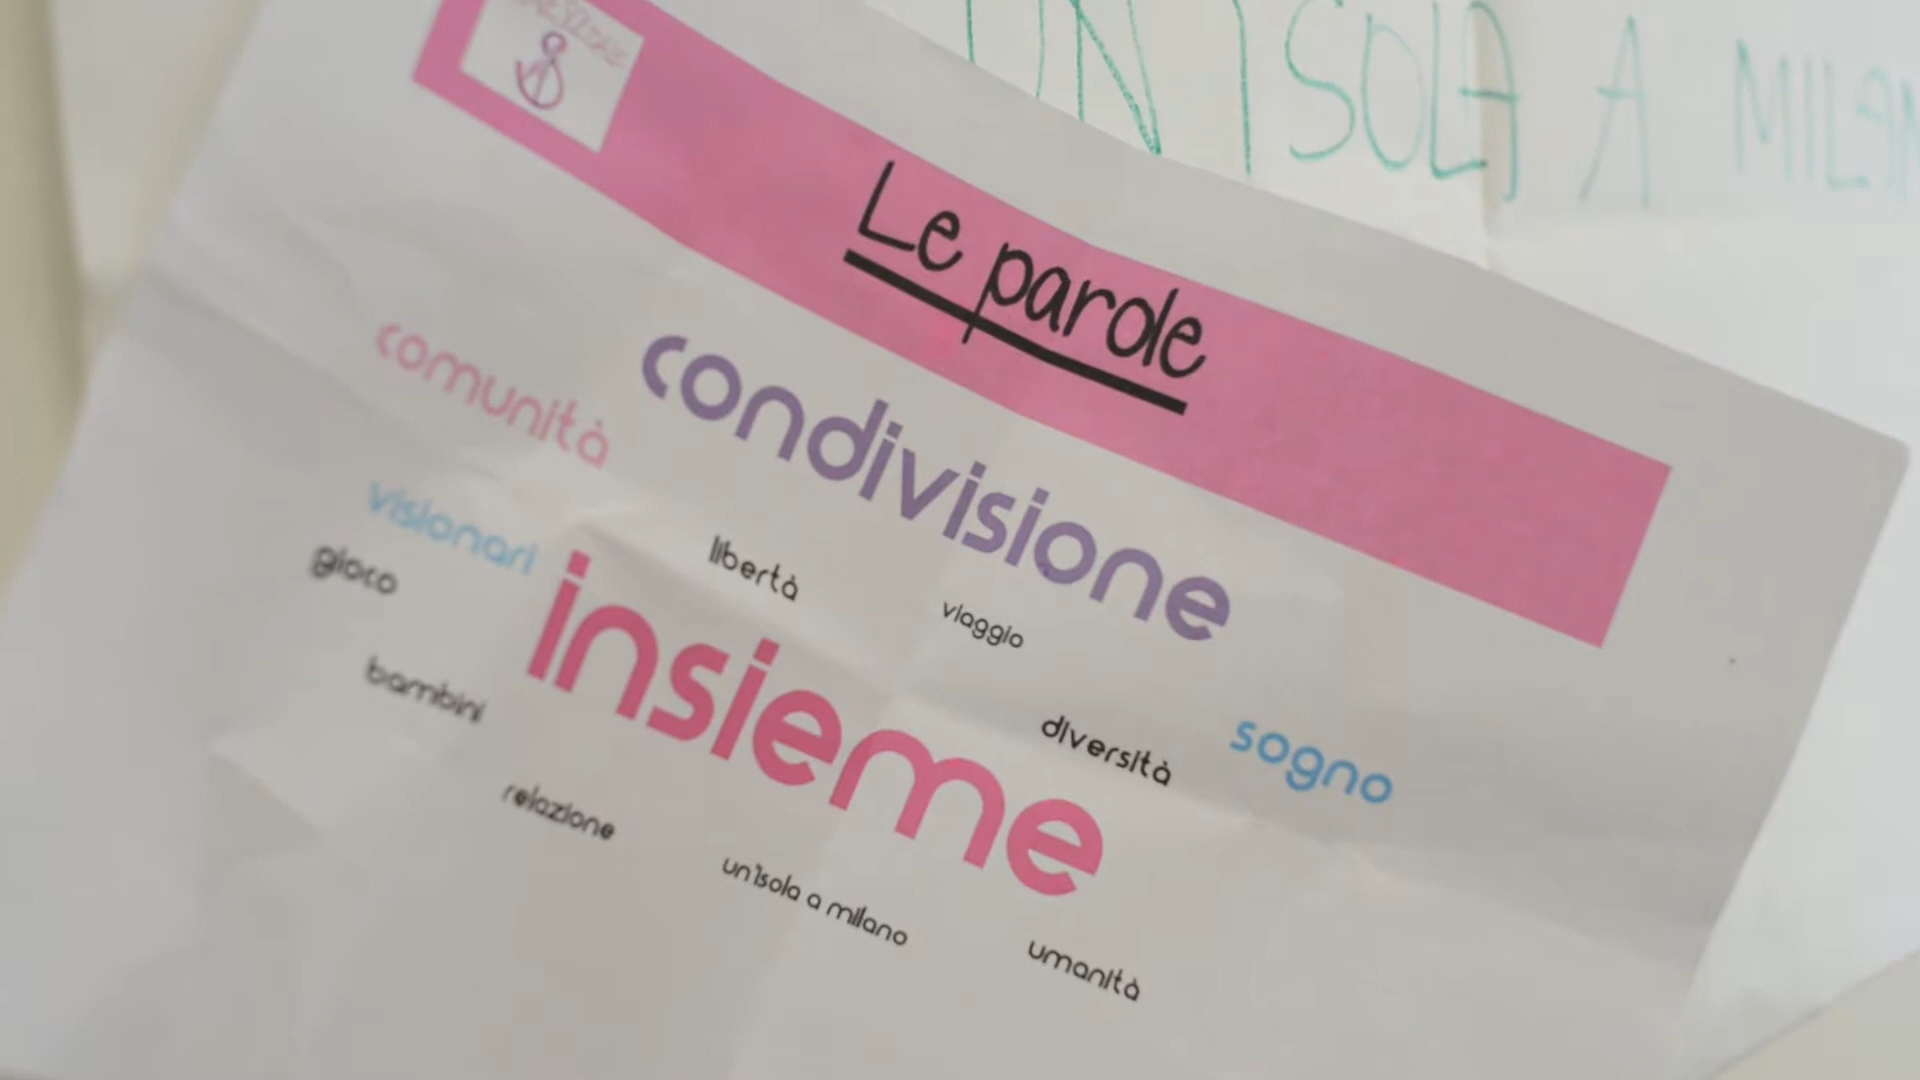 UN ISOLA A MILAN
Le parole
comunità
condivisione
visionari
gioco
libertà
viaggio
insieme
bambini
diversità
sogno
relazione
un'isola a milano
umanità